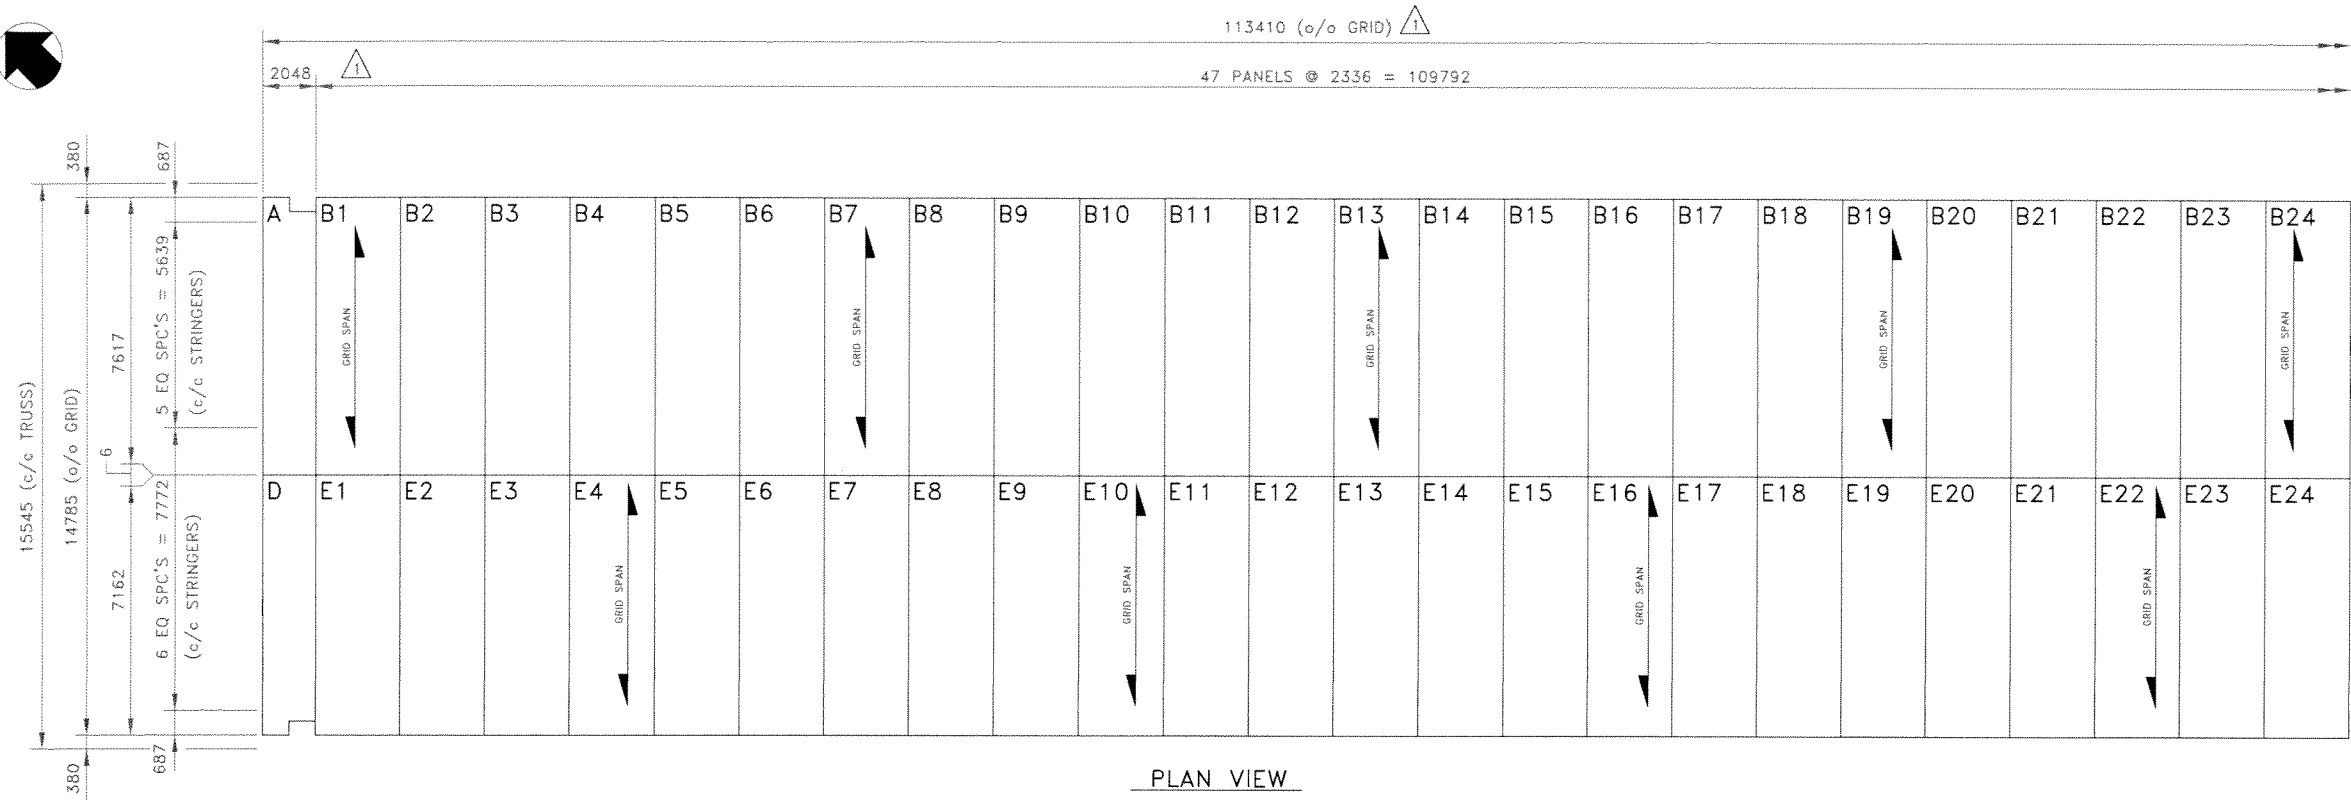 113410 (o/o GRID) 1
2048 1 47 PANELS @ 2336 = 109792
380
687
A B1 B2 B3 B4 B5 B6 B7 B8 B9 B10 B11 B12 B13 B14 B15 B16 B17 B18 B19 B20 B21 B22 B23 B24
GRID SPAN GRID SPAN GRID SPAN GRID SPAN GRID SPAN
15545 (c/c TRUSS)
14785 (o/o GRID)
7617
5 EQ SPC'S = 5639
(c/c STRINGERS)
6
D E1 E2 E3 E4 E5 E6 E7 E8 E9 E10 E11 E12 E13 E14 E15 E16 E17 E18 E19 E20 E21 E22 E23 E24
GRID SPAN GRID SPAN GRID SPAN GRID SPAN
7162
6 EQ SPC'S = 7772
(c/c STRINGERS)
687
380
PLAN VIEW